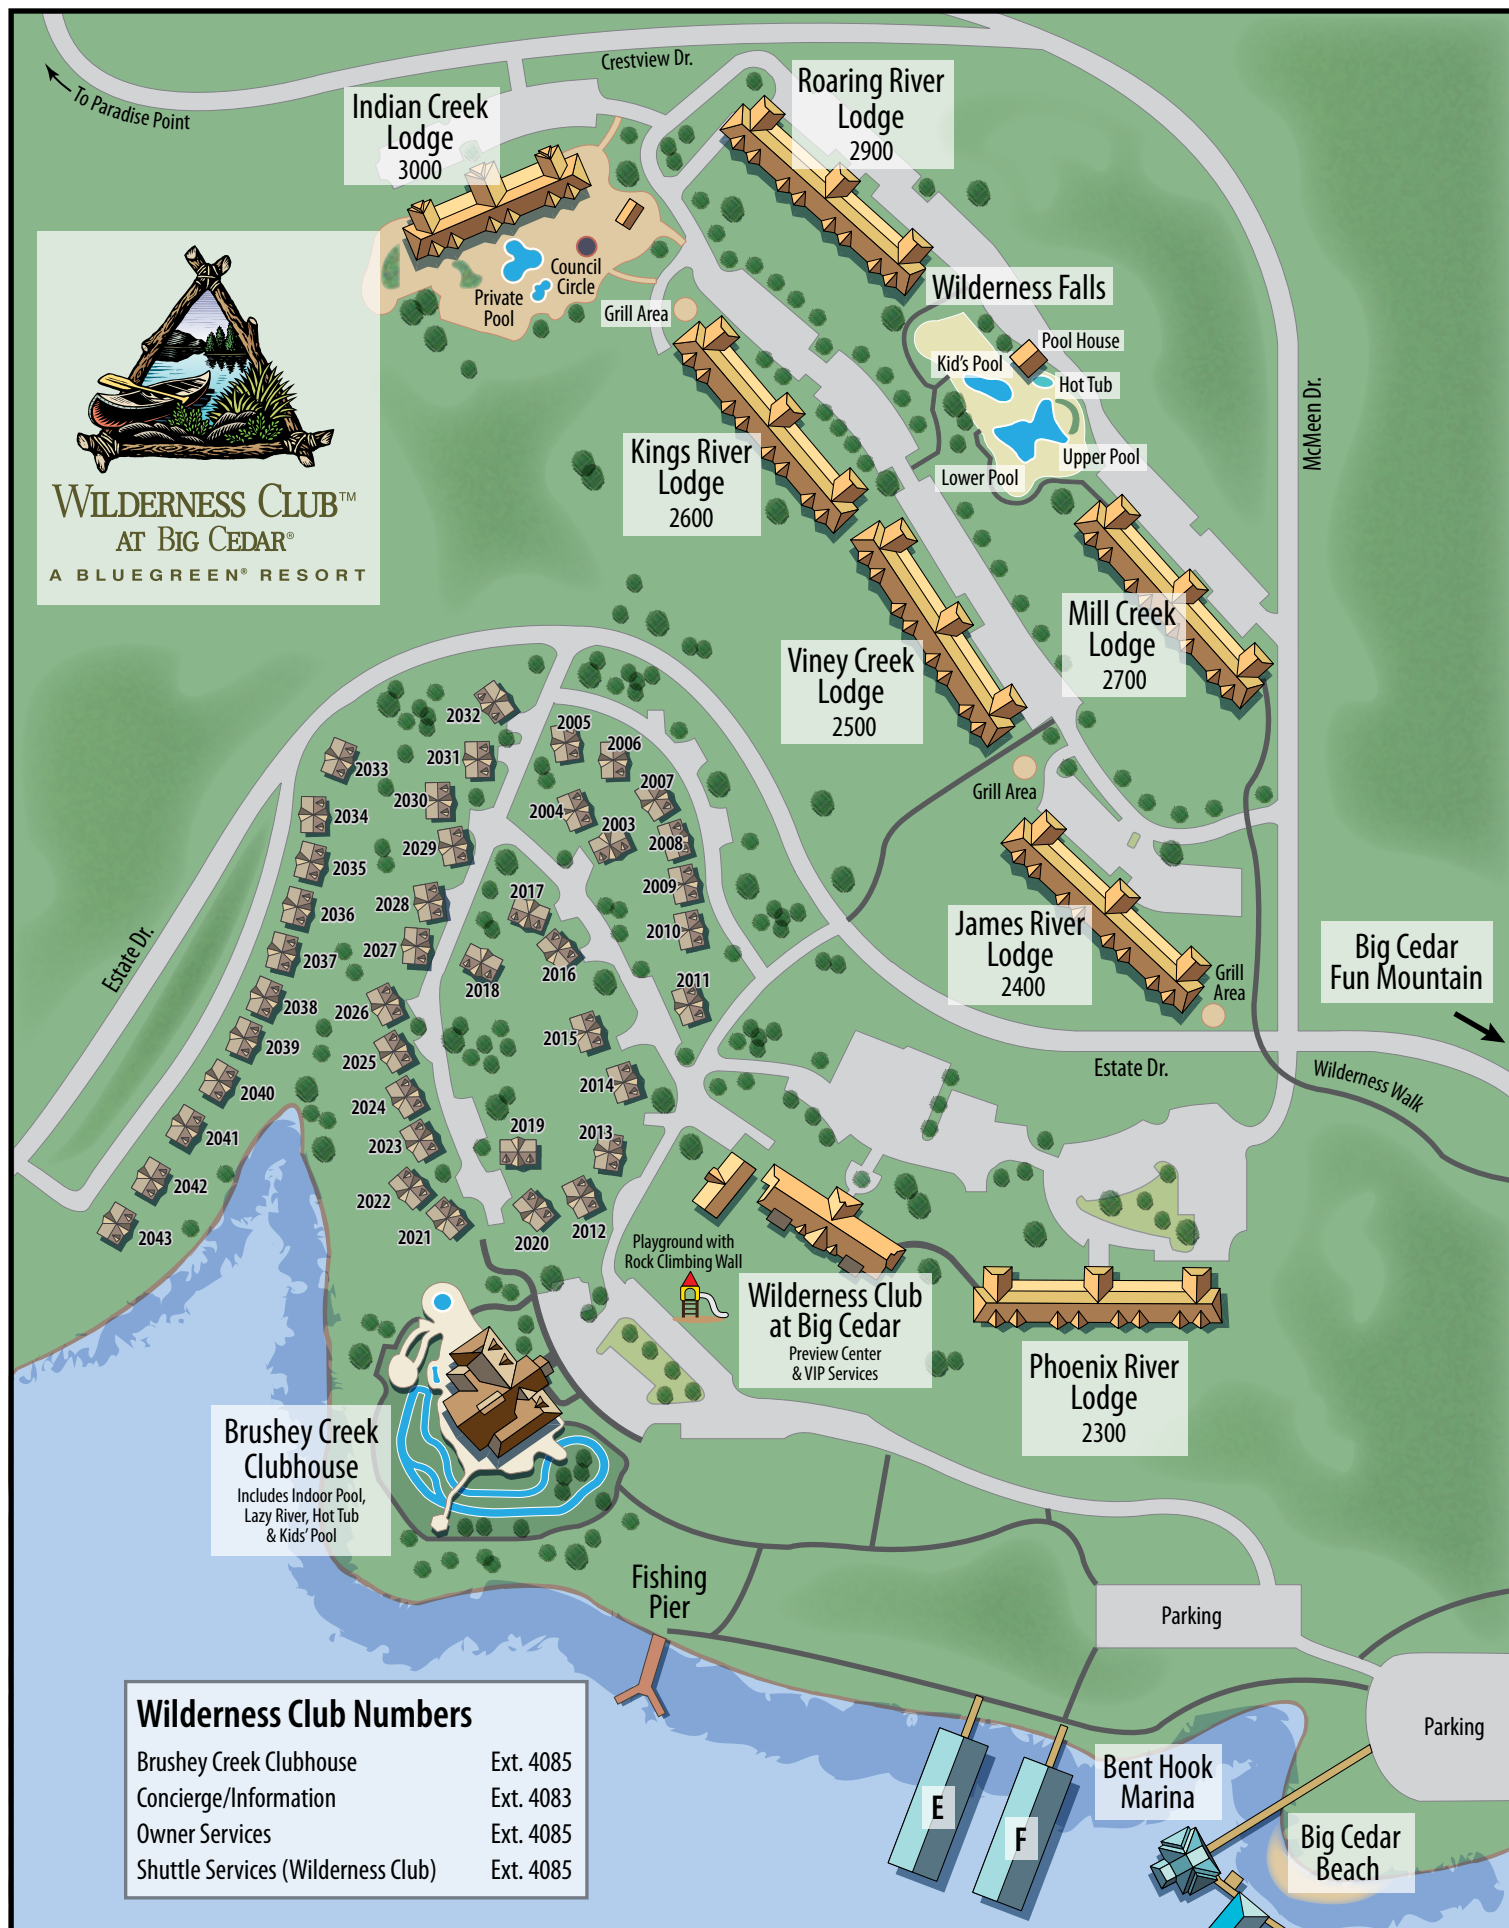 Crestview Dr.
To Paradise Point
Indian Creek
Lodge
3000
Roaring River
Lodge
2900
Council
Circle
Private
Pool
Grill Area
Wilderness Falls
Pool House
Kid's Pool
Hot Tub
Upper Pool
Lower Pool
McMeen Dr.
WILDERNESS CLUB™
AT BIG CEDAR®
A BLUEGREEN® RESORT
Kings River
Lodge
2600
Mill Creek
Lodge
2700
Viney Creek
Lodge
2500
Grill Area
James River
Lodge
2400
Grill
Area
Big Cedar
Fun Mountain
Estate Dr.
Estate Dr.
Wilderness Walk
2032
2005
2006
2031
2033
2007
2030
2004
2034
2003
2029
2008
2035
2009
2017
2028
2036
2010
2027
2037
2016
2011
2018
2038
2026
2015
2039
2025
2014
2040
2024
2019
2013
2041
2023
2042
2022
2043
2021
2020
2012
Playground with
Rock Climbing Wall
Wilderness Club
at Big Cedar
Preview Center
& VIP Services
Phoenix River
Lodge
2300
Brushey Creek
Clubhouse
Includes Indoor Pool,
Lazy River, Hot Tub
& Kids' Pool
Fishing
Pier
Parking
Parking
E
F
Bent Hook
Marina
Big Cedar
Beach
Wilderness Club Numbers
Brushey Creek Clubhouse Ext. 4085
Concierge/Information Ext. 4083
Owner Services Ext. 4085
Shuttle Services (Wilderness Club) Ext. 4085